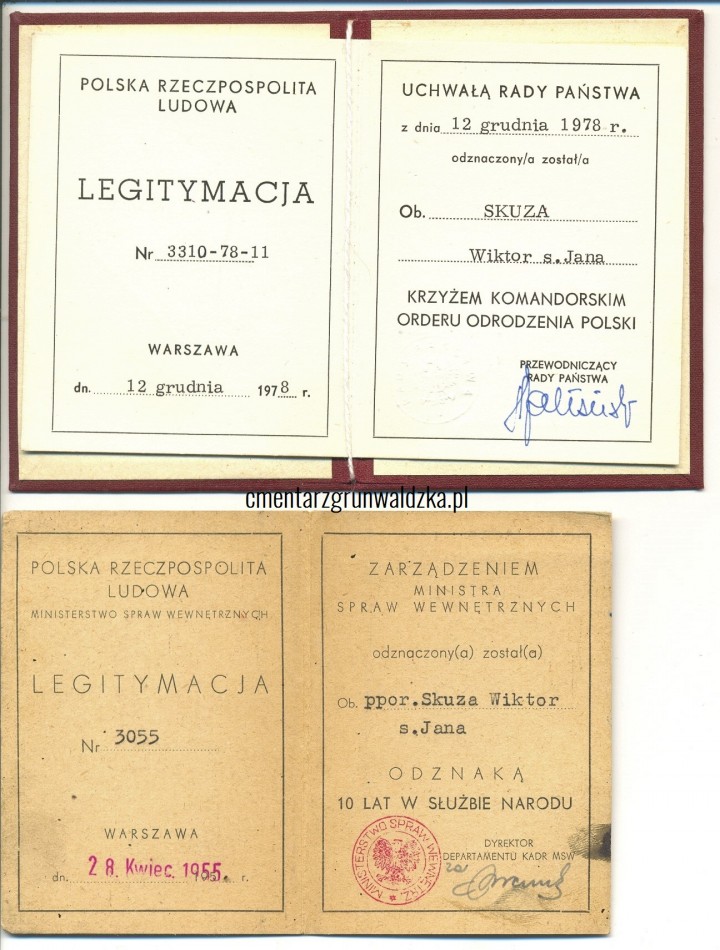 POLSKA RZECZPOSPOLITA
LUDOWA
LEGITYMACJA
Nr 3310-78-11
WARSZAWA
dn. 12 grudnia 1978 r.
UCHWAŁĄ RADY PAŃSTWA
z dnia 12 grudnia 1978 r.
odznaczony/a został/a
Ob. SKUZA
Wiktor s.Jana
KRZYŻEM KOMANDORSKIM
ORDERU ODRODZENIA POLSKI
PRZEWODNICZĄCY
RADY PAŃSTWA
cmentarzgrunwaldzka.pl
POLSKA RZECZPOSPOLITA
LUDOWA
MINISTERSTWO SPRAW WEWNĘTRZNYCH
LEGITYMACJA
Nr 3055
WARSZAWA
dn. 28. Kwiec. 1955. r.
ZARZĄDZENIEM
MINISTRA
SPRAW WEWNĘTRZNYCH
odznaczony(a) został(a)
Ob. ppor.Skuza Wiktor
s.Jana
ODZNAKĄ
10 LAT W SŁUŻBIE NARODU
MINISTERSTWO SPRAW WEWNĘTRZ.
DYREKTOR
DEPARTAMENTU KADR MSW
za